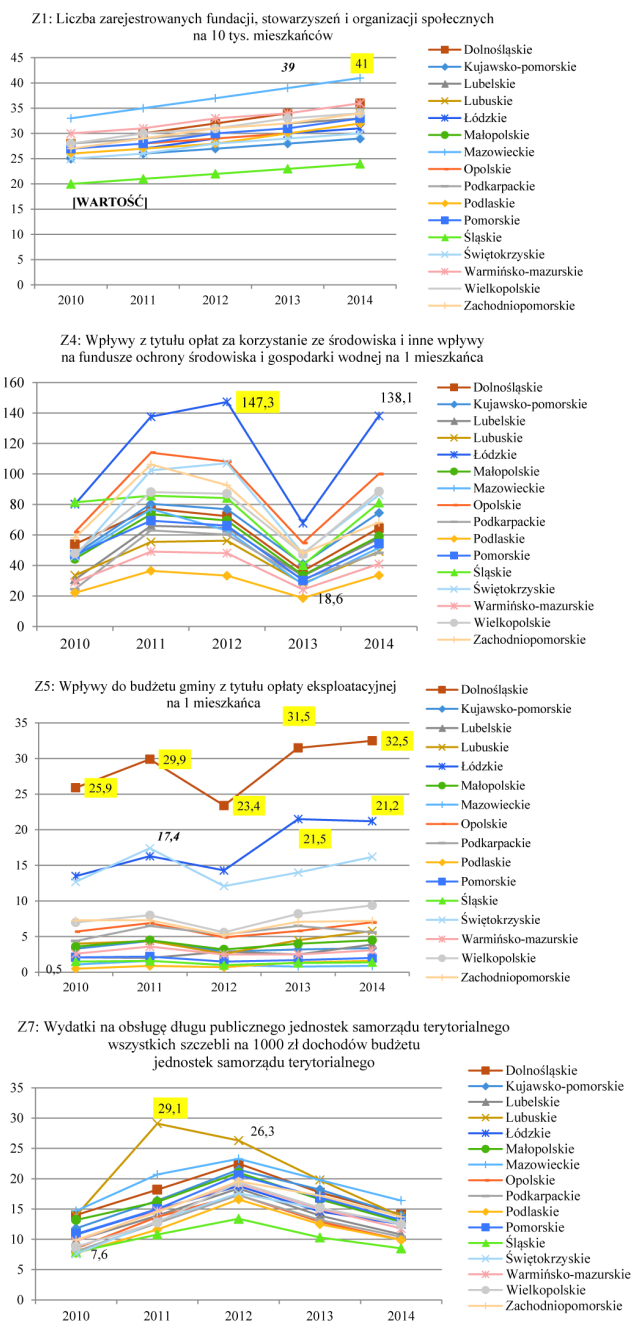 Z1: Liczba zarejestrowanych fundacji, stowarzyszeń i organizacji społecznych
na 10 tys. mieszkańców
45
40
35
30
25
20
15
10
5
0
39
41
[WARTOŚĆ]
2010 2011 2012 2013 2014
Dolnośląskie
Kujawsko-pomorskie
Lubelskie
Lubuskie
Łódzkie
Małopolskie
Mazowieckie
Opolskie
Podkarpackie
Podlaskie
Pomorskie
Śląskie
Świętokrzyskie
Warmińsko-mazurskie
Wielkopolskie
Zachodniopomorskie
Z4: Wpływy z tytułu opłat za korzystanie ze środowiska i inne wpływy
na fundusze ochrony środowiska i gospodarki wodnej na 1 mieszkańca
160
140
120
100
80
60
40
20
0
147,3
138,1
18,6
2010 2011 2012 2013 2014
Dolnośląskie
Kujawsko-pomorskie
Lubelskie
Lubuskie
Łódzkie
Małopolskie
Mazowieckie
Opolskie
Podkarpackie
Podlaskie
Pomorskie
Śląskie
Świętokrzyskie
Warmińsko-mazurskie
Wielkopolskie
Zachodniopomorskie
Z5: Wpływy do budżetu gminy z tytułu opłaty eksploatacyjnej
na 1 mieszkańca
35
30
25
20
15
10
5
0
25,9
29,9
23,4
31,5
32,5
17,4
21,5
21,2
0,5
2010 2011 2012 2013 2014
Dolnośląskie
Kujawsko-pomorskie
Lubelskie
Lubuskie
Łódzkie
Małopolskie
Mazowieckie
Opolskie
Podkarpackie
Podlaskie
Pomorskie
Śląskie
Świętokrzyskie
Warmińsko-mazurskie
Wielkopolskie
Zachodniopomorskie
Z7: Wydatki na obsługę długu publicznego jednostek samorządu terytorialnego
wszystkich szczebli na 1000 zł dochodów budżetu
jednostek samorządu terytorialnego
35
30
25
20
15
10
5
0
29,1
26,3
7,6
2010 2011 2012 2013 2014
Dolnośląskie
Kujawsko-pomorskie
Lubelskie
Lubuskie
Łódzkie
Małopolskie
Mazowieckie
Opolskie
Podkarpackie
Podlaskie
Pomorskie
Śląskie
Świętokrzyskie
Warmińsko-mazurskie
Wielkopolskie
Zachodniopomorskie